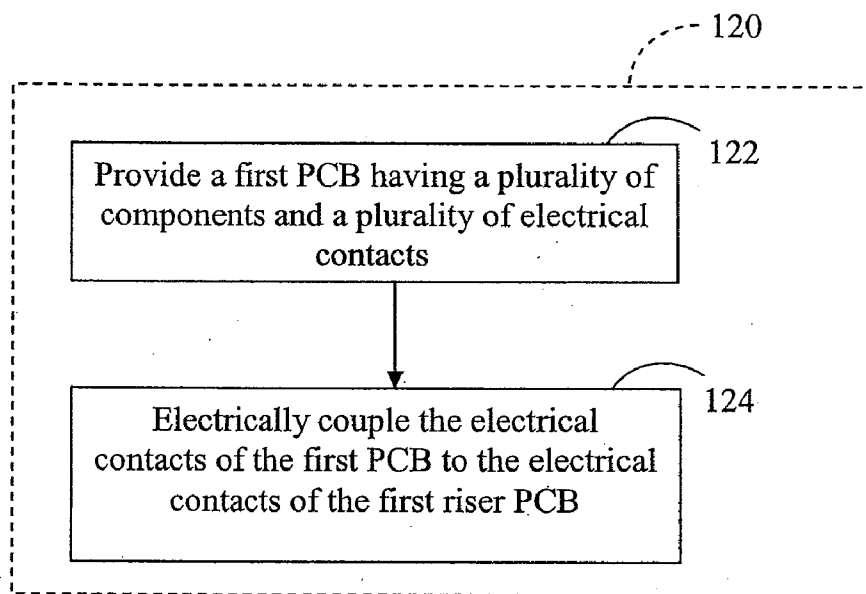 120
122
Provide a first PCB having a plurality of
components and a plurality of electrical
contacts
124
Electrically couple the electrical
contacts of the first PCB to the electrical
contacts of the first riser PCB